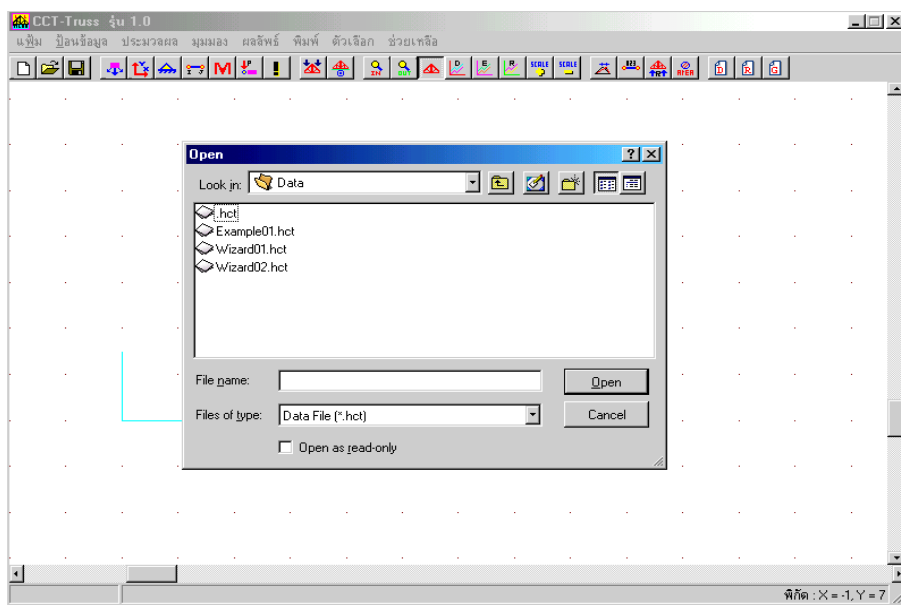 CCT-Truss รุ่น 1.0
แฟ้ม ป้อนข้อมูล ประมวลผล มุมมอง ผลลัพธ์ พิมพ์ ตัวเลือก ช่วยเหลือ
Open
Look in: Data
.hct
Example01.hct
Wizard01.hct
Wizard02.hct
File name: Open
Files of type: Data File (*.hct) Cancel
Open as read-only
พิกัด : X = -1, Y = 7